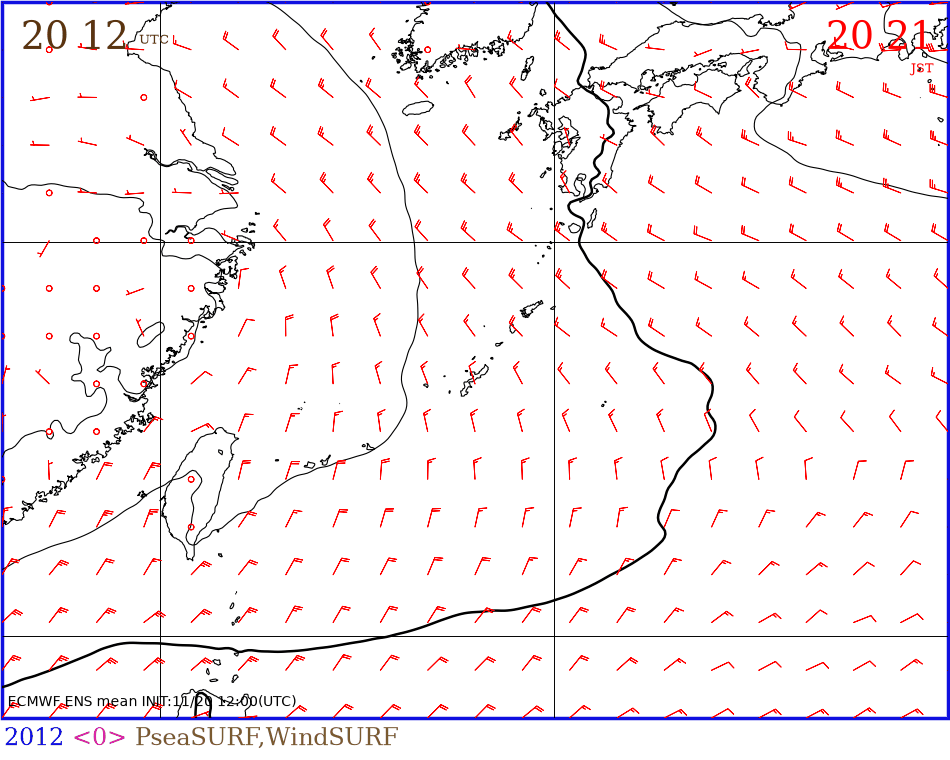 20 12 UTC 20 21
JST
ECMWF ENS mean INIT:11/20 12:00(UTC)
2012 <0> PseaSURF,WindSURF